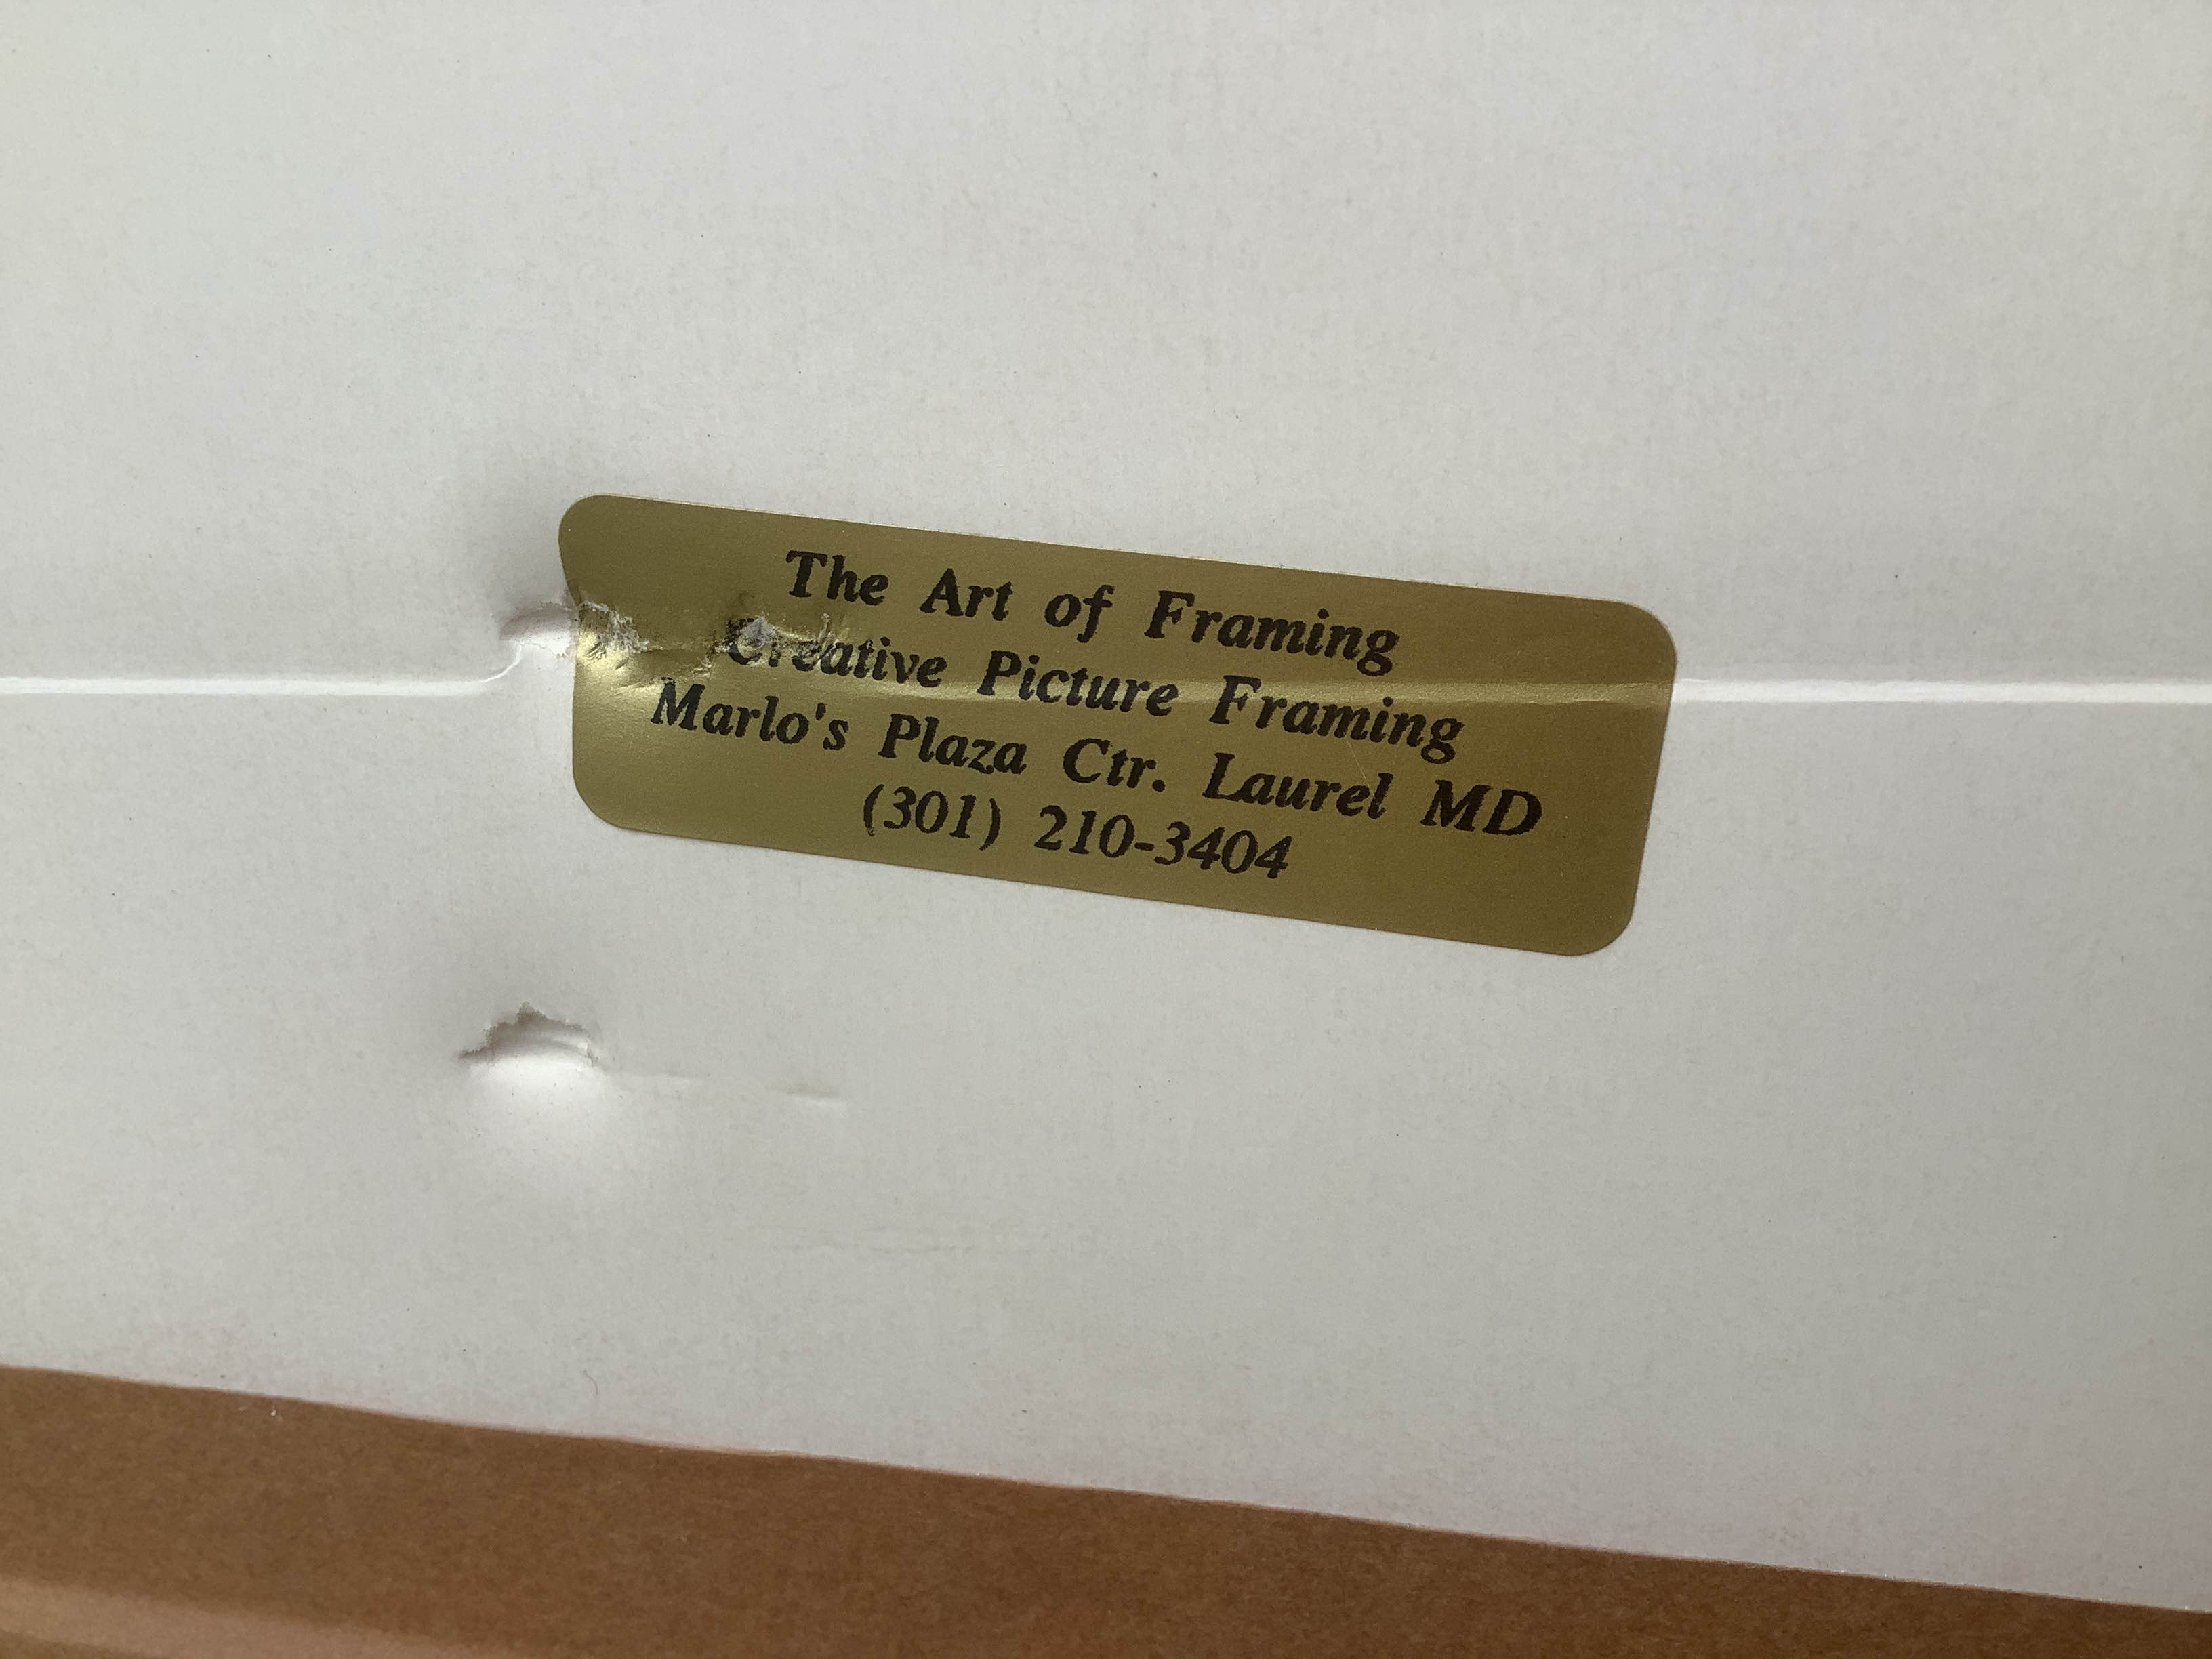 The Art of Framing
Creative Picture Framing
Marlo's Plaza Ctr. Laurel MD
(301) 210-3404